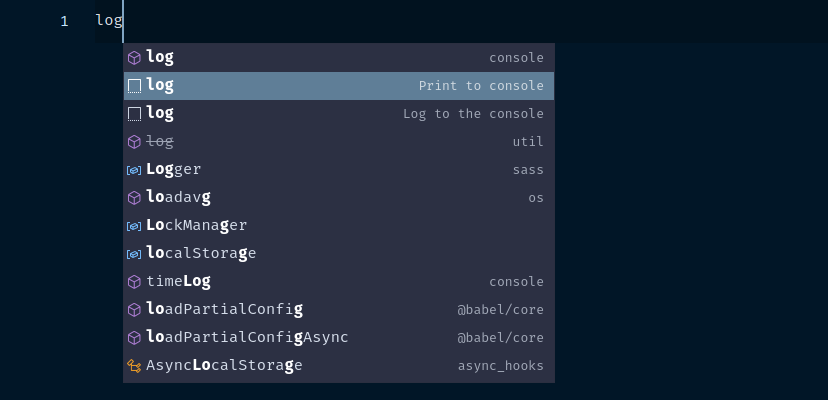 1 log
log console
log Print to console
log Log to the console
log util
Logger sass
loadavg os
LockManager
localStorage
timeLog console
loadPartialConfig @babel/core
loadPartialConfigAsync @babel/core
AsyncLocalStorage async_hooks